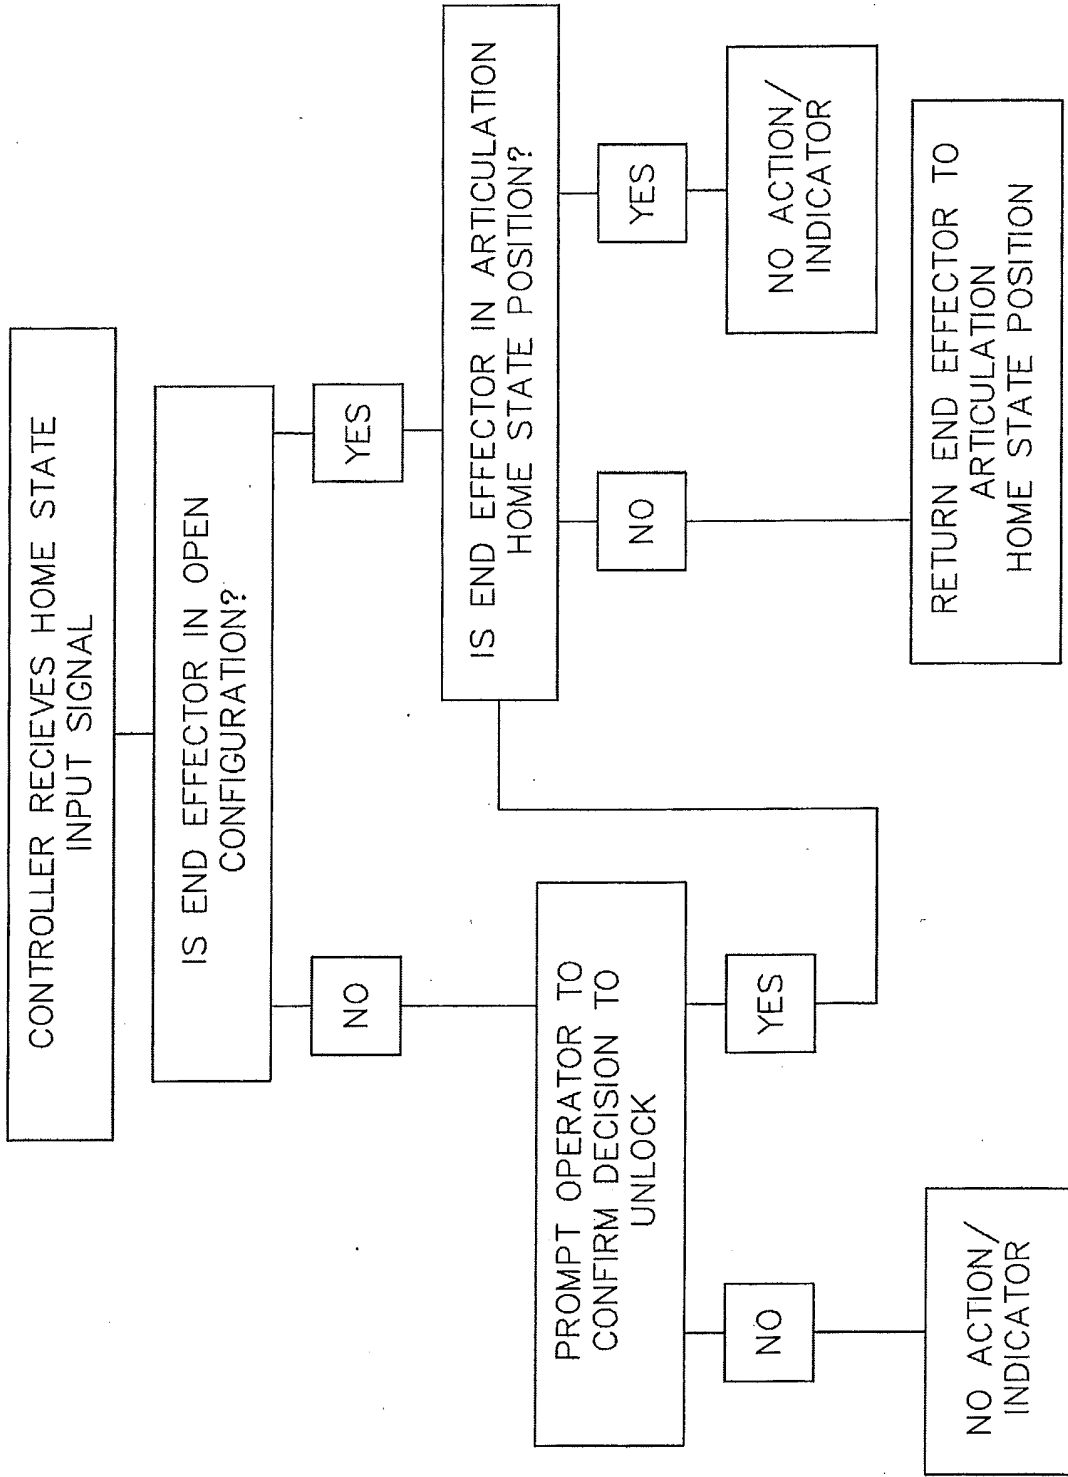 CONTROLLER RECIEVES HOME STATE
INPUT SIGNAL
IS END EFFECTOR IN OPEN
CONFIGURATION?
NO
YES
PROMPT OPERATOR TO
CONFIRM DECISION TO
UNLOCK
NO
YES
NO ACTION/
INDICATOR
IS END EFFECTOR IN ARTICULATION
HOME STATE POSITION?
NO
YES
RETURN END EFFECTOR TO
ARTICULATION
HOME STATE POSITION
NO ACTION/
INDICATOR